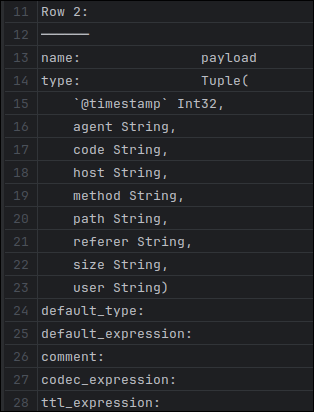 11 Row 2:
12 ──────
13 name:               payload
14 type:               Tuple(
15     `@timestamp` Int32,
16     agent String,
17     code String,
18     host String,
19     method String,
20     path String,
21     referer String,
22     size String,
23     user String)
24 default_type:
25 default_expression:
26 comment:
27 codec_expression:
28 ttl_expression: